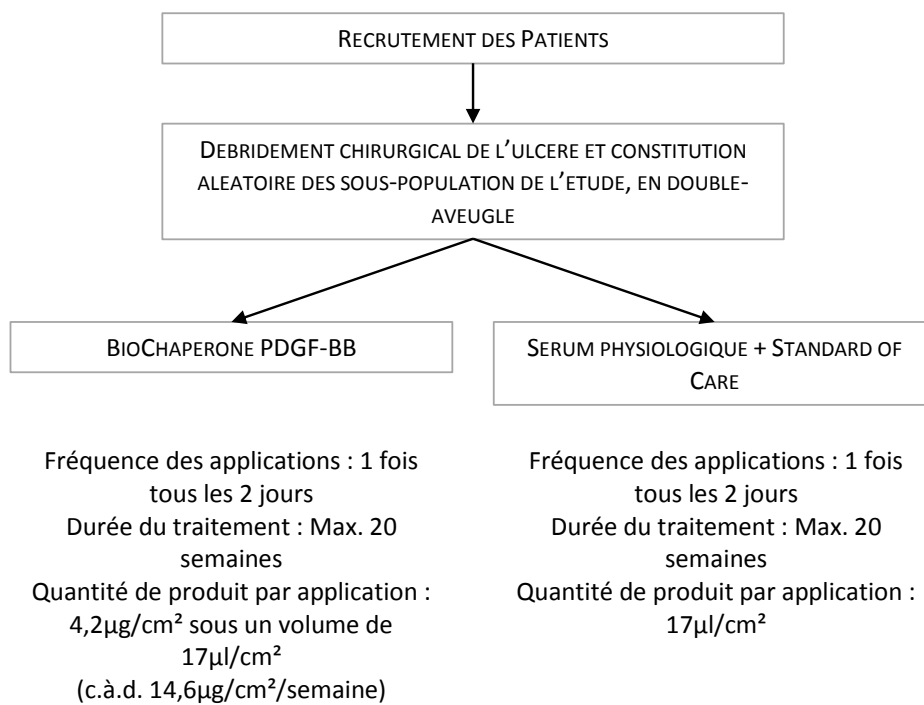 RECRUTEMENT DES PATIENTS
DEBRIDEMENT CHIRURGICAL DE L'ULCERE ET CONSTITUTION
ALEATOIRE DES SOUS-POPULATION DE L'ETUDE, EN DOUBLE-
AVEUGLE
BIOCHAPERONE PDGF-BB
SERUM PHYSIOLOGIQUE + STANDARD OF
CARE
Fréquence des applications : 1 fois
tous les 2 jours
Durée du traitement : Max. 20
semaines
Quantité de produit par application :
4,2µg/cm² sous un volume de
17µl/cm²
(c.à.d. 14,6µg/cm²/semaine)
Fréquence des applications : 1 fois
tous les 2 jours
Durée du traitement : Max. 20
semaines
Quantité de produit par application :
17µl/cm²